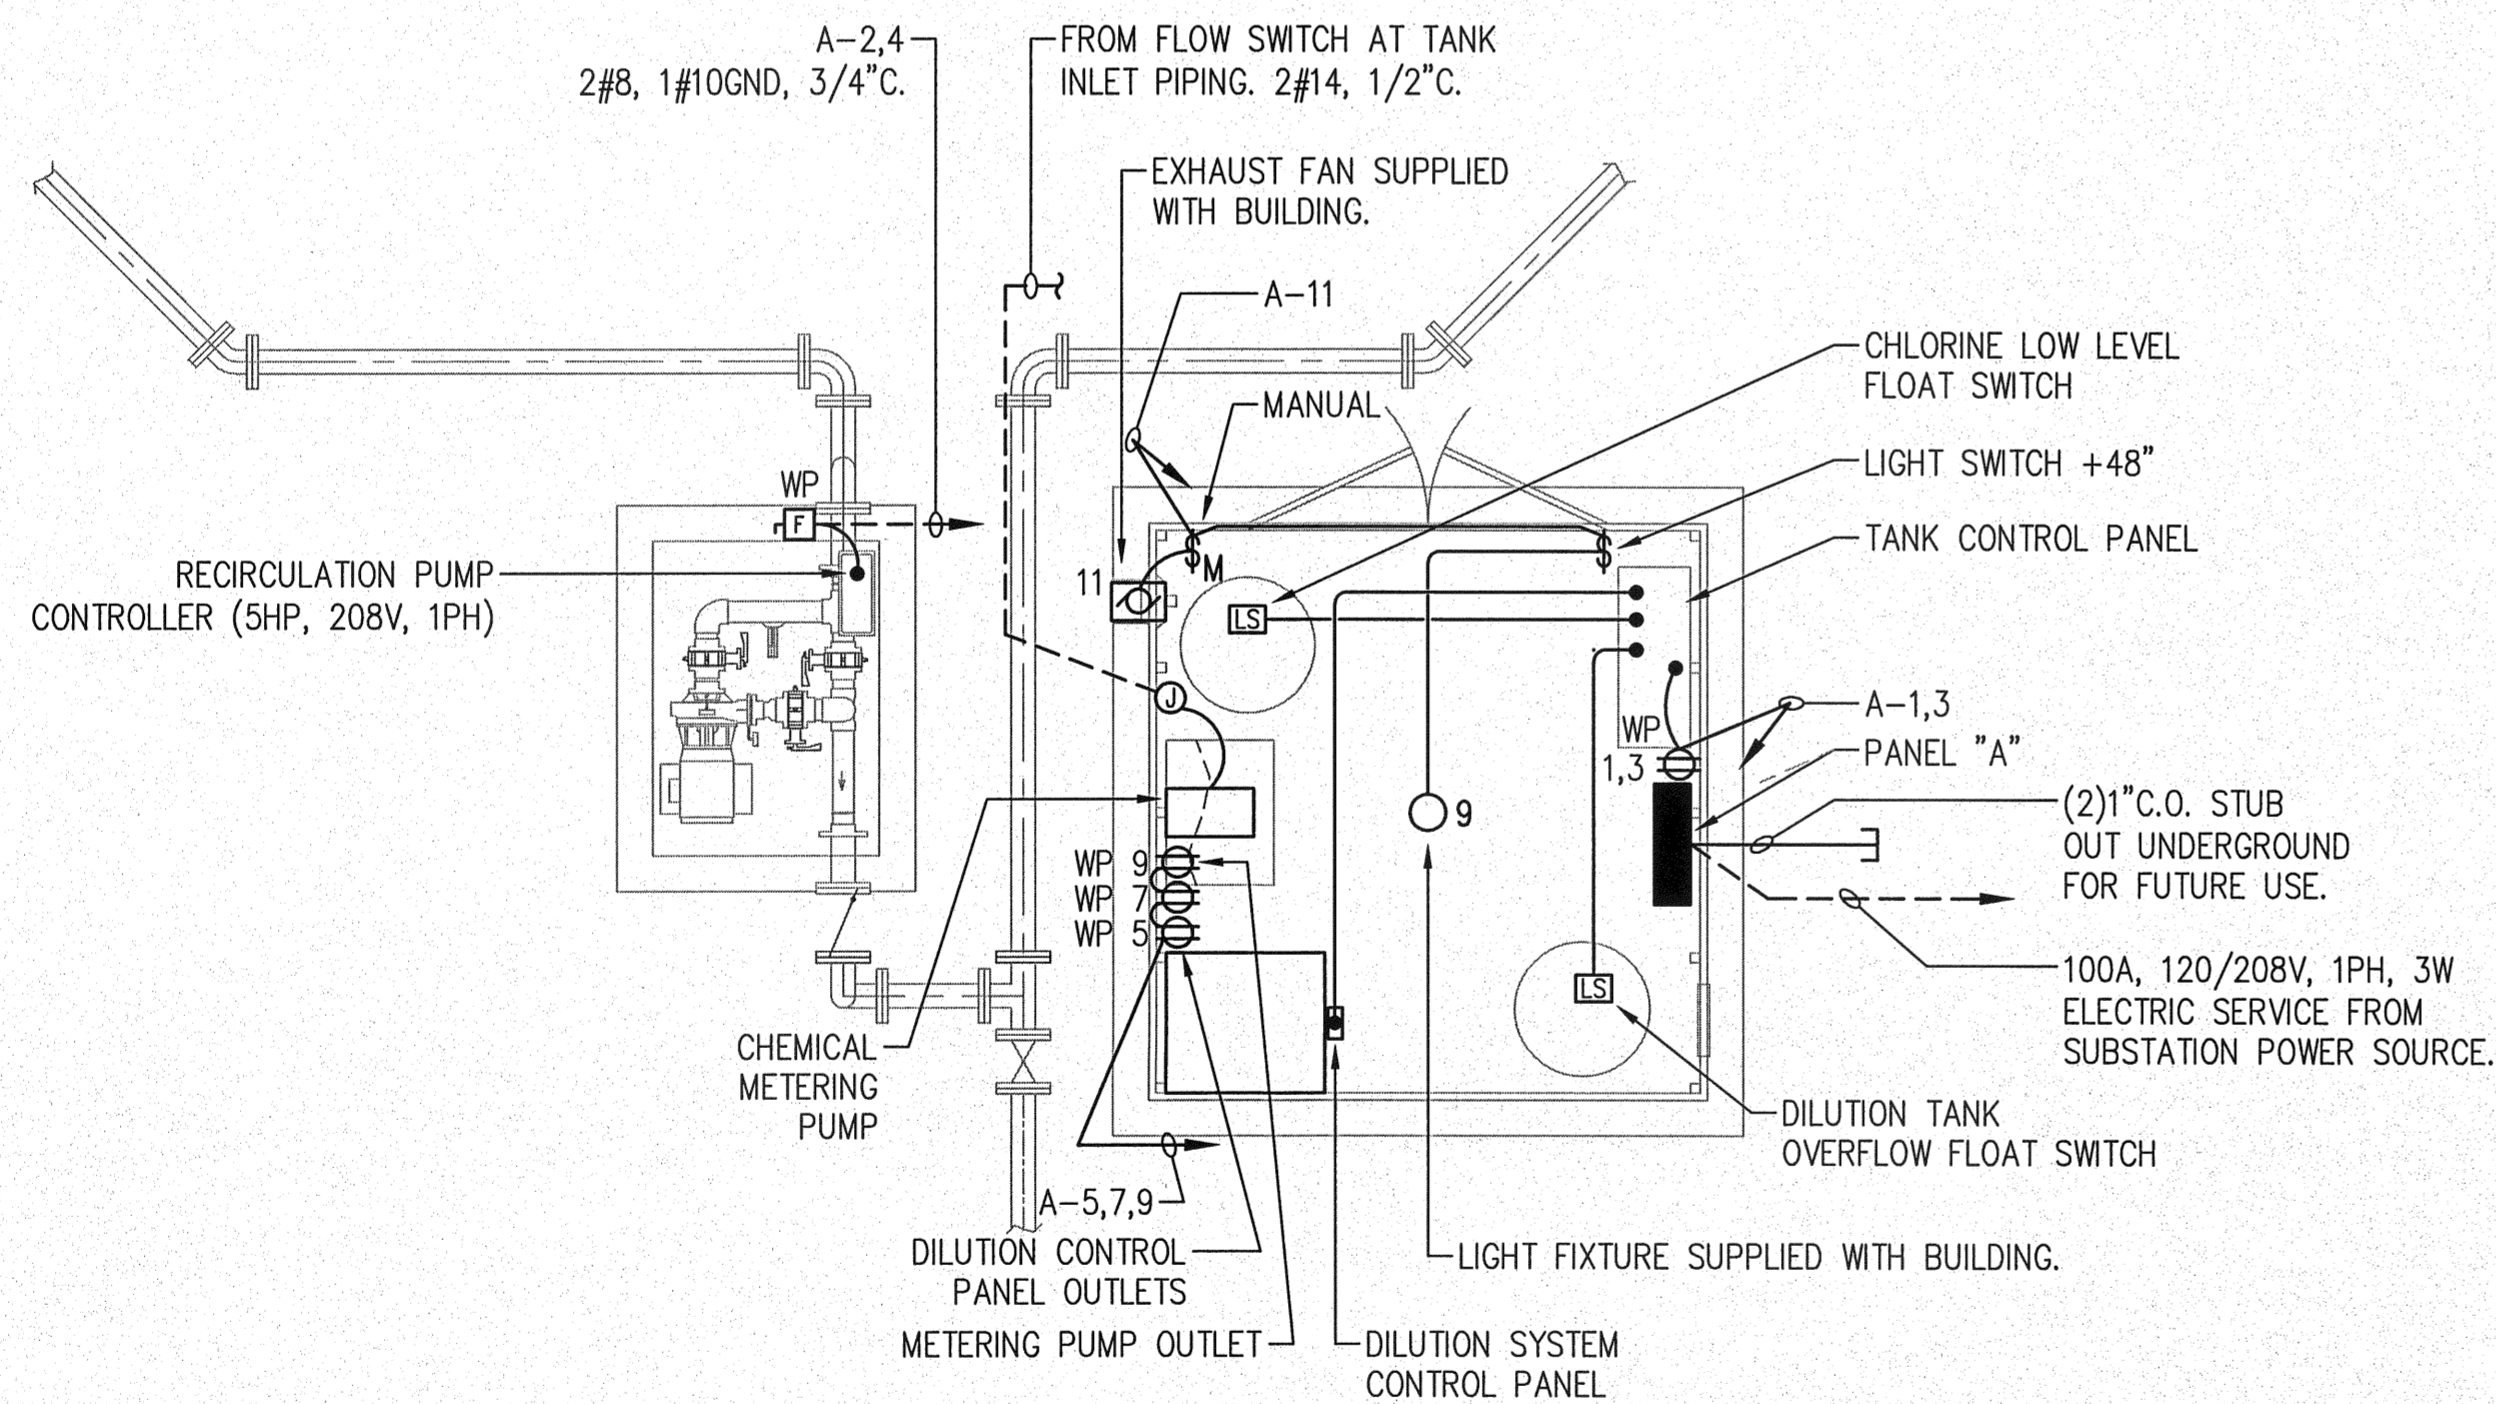 A-2,4
2#8, 1#10GND, 3/4"C.
FROM FLOW SWITCH AT TANK
INLET PIPING. 2#14, 1/2"C.
EXHAUST FAN SUPPLIED
WITH BUILDING.
A-11
MANUAL
CHLORINE LOW LEVEL
FLOAT SWITCH
LIGHT SWITCH +48"
TANK CONTROL PANEL
WP
F
RECIRCULATION PUMP
CONTROLLER (5HP, 208V, 1PH)
$
M
$
11
LS
J
A-1,3
WP
1,3
PANEL "A"
(2)1"C.O. STUB
OUT UNDERGROUND
FOR FUTURE USE.
9
WP 9
WP 7
WP 5
100A, 120/208V, 1PH, 3W
ELECTRIC SERVICE FROM
SUBSTATION POWER SOURCE.
LS
CHEMICAL
METERING
PUMP
DILUTION TANK
OVERFLOW FLOAT SWITCH
A-5,7,9
DILUTION CONTROL
PANEL OUTLETS
LIGHT FIXTURE SUPPLIED WITH BUILDING.
METERING PUMP OUTLET
DILUTION SYSTEM
CONTROL PANEL